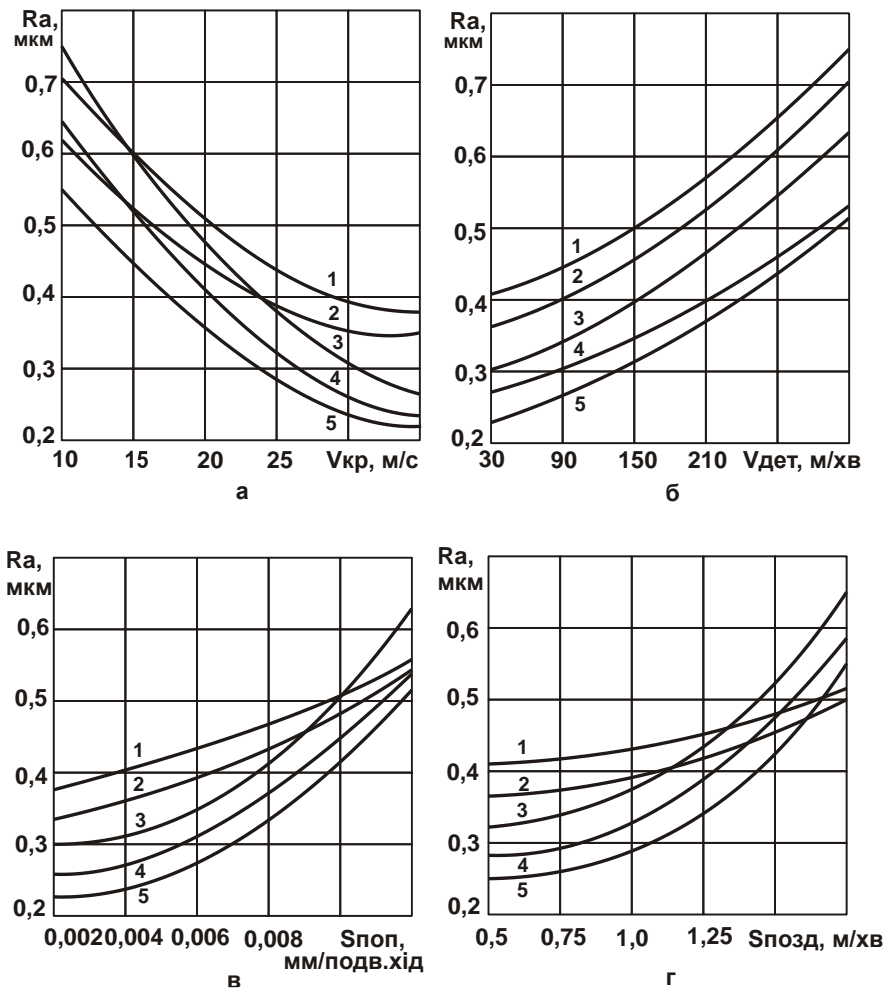 Ra,
мкм
0,7
0,6
0,5
0,4
0,3
0,2
1
2
3
4
5
10 15 20 25 Vкр, м/с
а
Ra,
мкм
0,7
0,6
0,5
0,4
0,3
0,2
1
2
3
4
5
30 90 150 210 Vдет, м/хв
б
Ra,
мкм
0,6
0,5
0,4
0,3
0,2
1
2
3
4
5
0,002 0,004 0,006 0,008 Sпоп,
мм/подв.хід
в
Ra,
мкм
0,6
0,5
0,4
0,3
0,2
1
2
3
4
5
0,5 0,75 1,0 1,25 Sпозд, м/хв
г